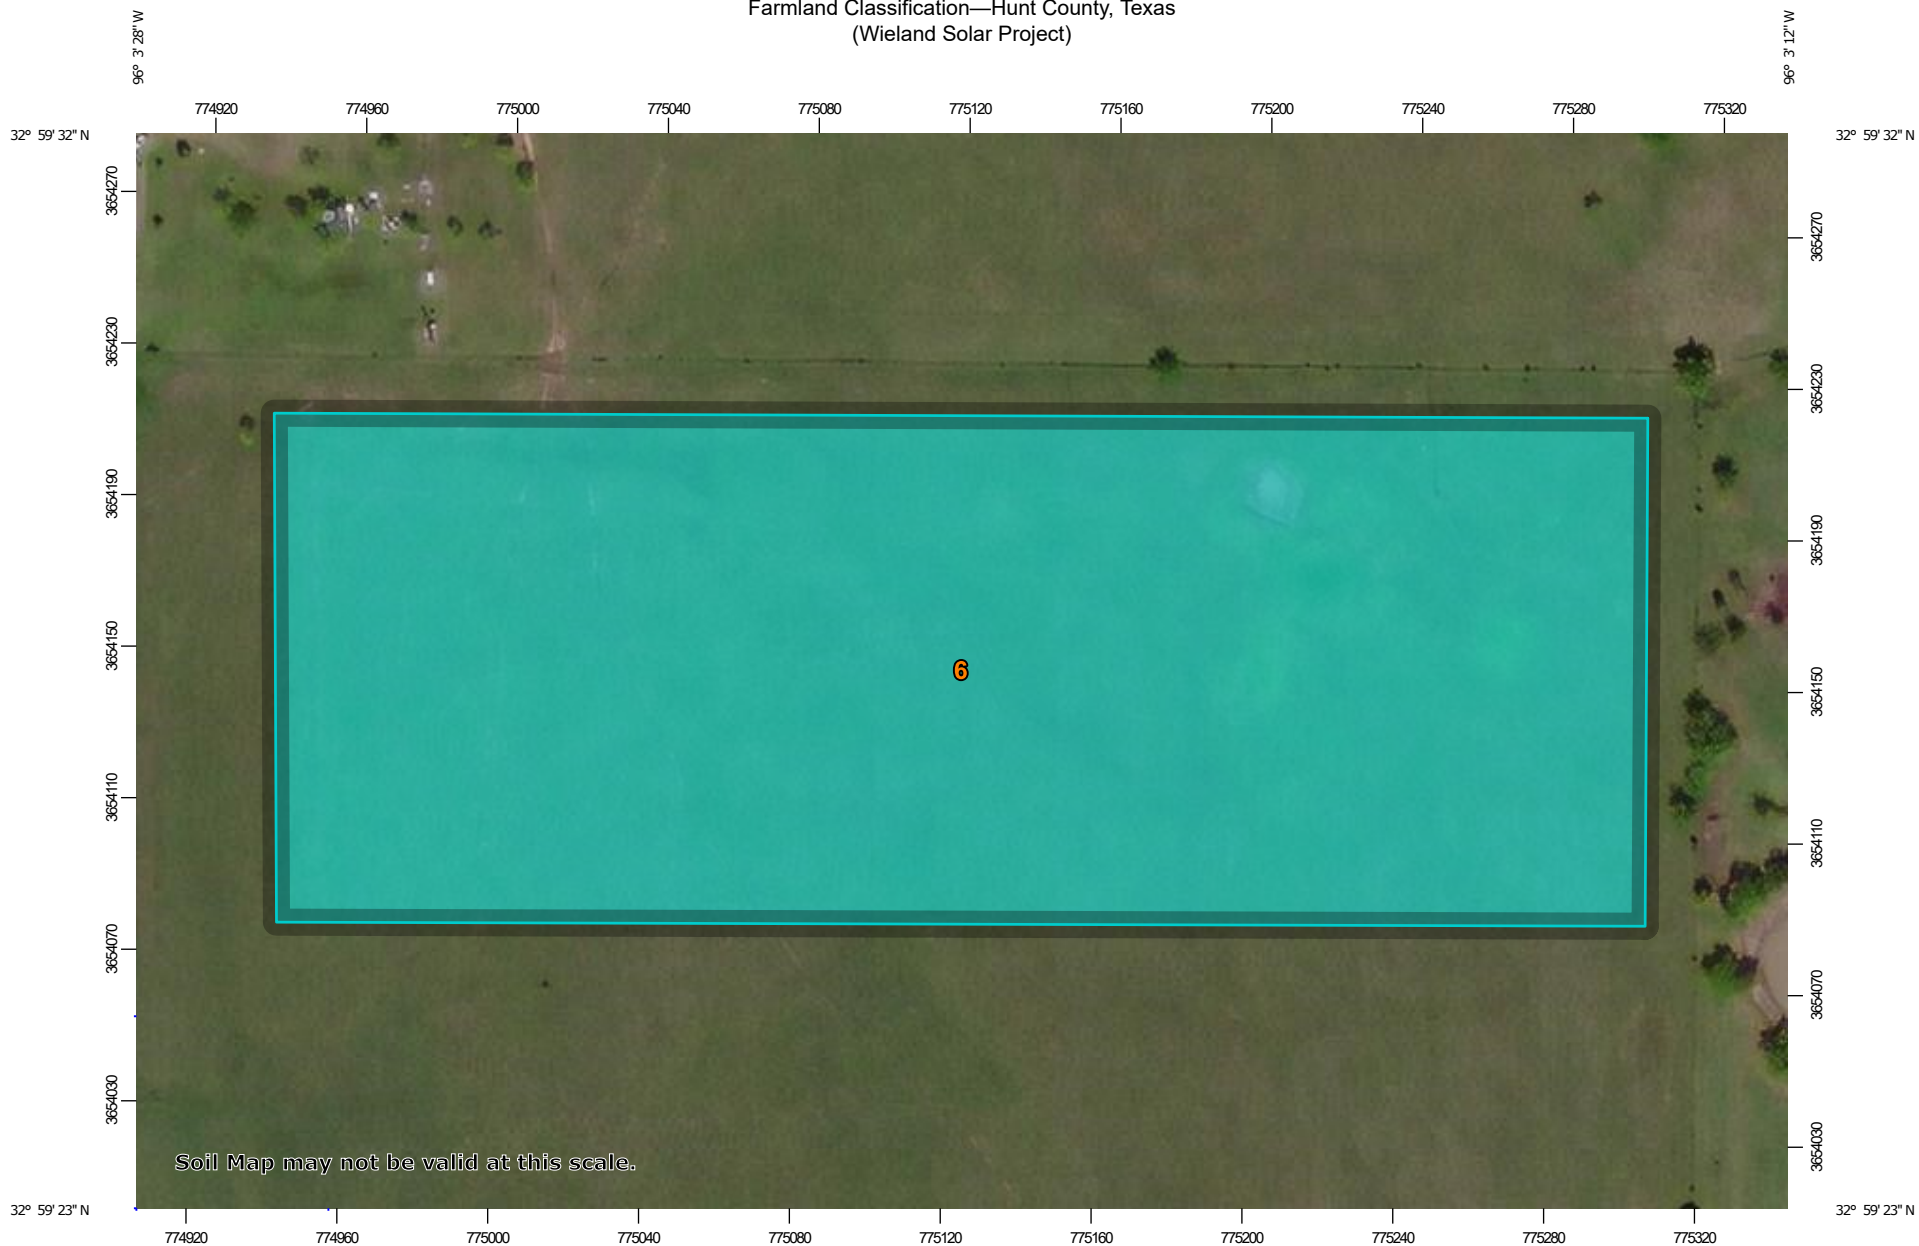 Farmland Classification—Hunt County, Texas
(Wieland Solar Project)
96° 3' 28'' W
96° 3' 12'' W
774920 774960 775000 775040 775080 775120 775160 775200 775240 775280 775320
32° 59' 32'' N
32° 59' 32'' N
3654270
3654270
3654230
3654230
3654190
3654190
3654150
6
3654150
3654110
3654110
3654070
3654070
3654030
3654030
Soil Map may not be valid at this scale.
32° 59' 23'' N
32° 59' 23'' N
774920 774960 775000 775040 775080 775120 775160 775200 775240 775280 775320